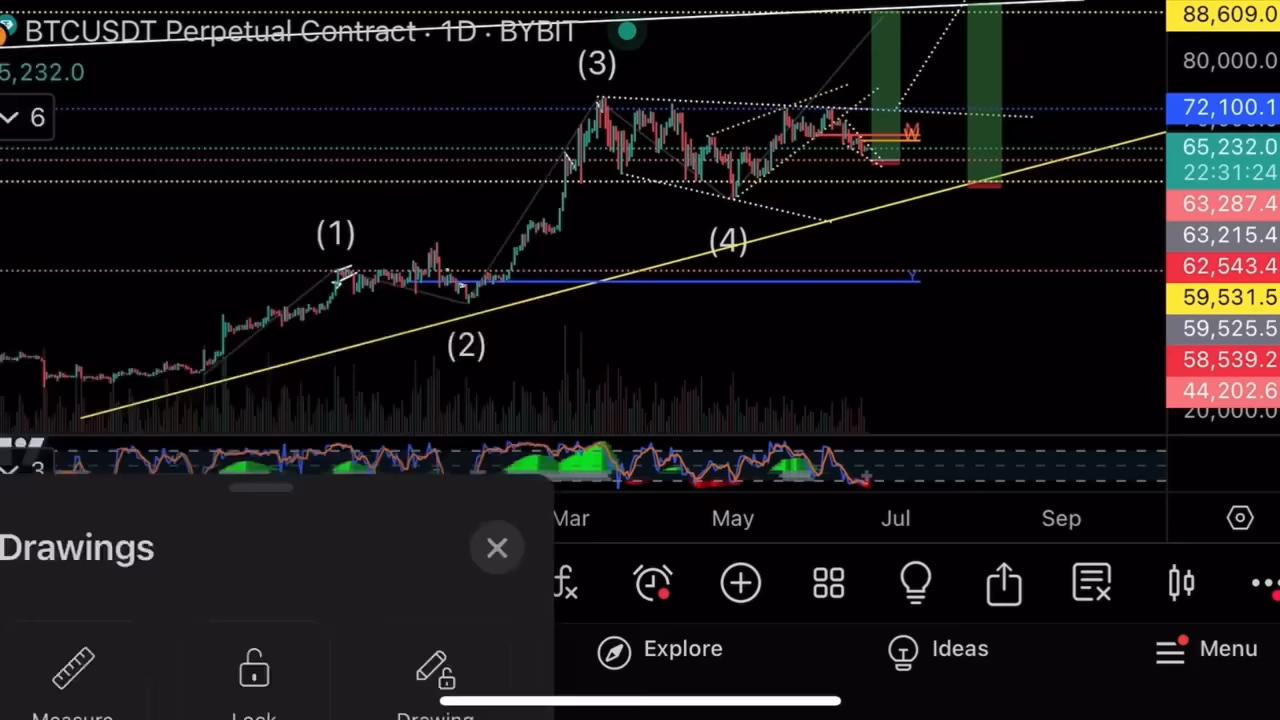 BTCUSDT Perpetual Contract · 1D · BYBIT
5,232.0
6
(1)
(2)
(3)
(4)
W
Y
88,609.0
80,000.0
72,100.1
65,232.0
22:31:24
63,287.4
63,215.4
62,543.4
59,531.5
59,525.5
58,539.2
44,202.6
20,000.0
3
Mar May Jul Sep
Drawings
Measure Lock Drawing
Explore Ideas Menu